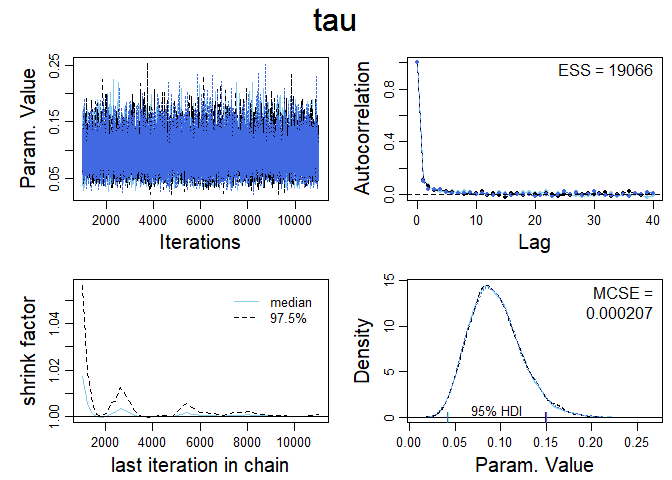 tau
Param. Value
0.05 0.15 0.25
2000 4000 6000 8000 10000
Iterations
Autocorrelation
0.0 0.4 0.8
ESS = 19066
0 10 20 30 40
Lag
shrink factor
1.00 1.02 1.04
median
97.5%
2000 4000 6000 8000 10000
last iteration in chain
Density
0 5 10 15
MCSE =
0.000207
95% HDI
0.00 0.05 0.10 0.15 0.20 0.25
Param. Value